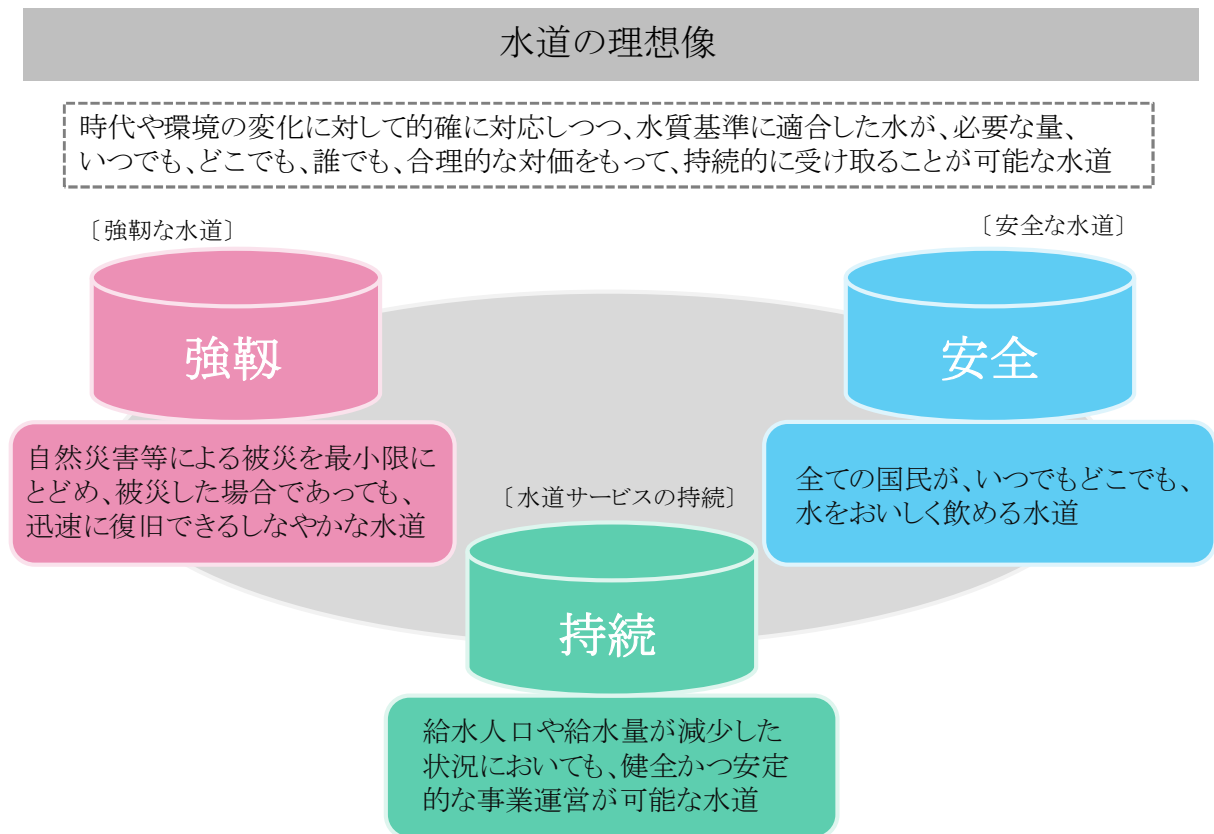 水道の理想像
時代や環境の変化に対して的確に対応しつつ、水質基準に適合した水が、必要な量、
いつでも、どこでも、誰でも、合理的な対価をもって、持続的に受け取ることが可能な水道
〔強靭な水道〕
強靭
自然災害等による被災を最小限に
とどめ、被災した場合であっても、
迅速に復旧できるしなやかな水道
〔安全な水道〕
安全
全ての国民が、いつでもどこでも、
水をおいしく飲める水道
〔水道サービスの持続〕
持続
給水人口や給水量が減少した
状況においても、健全かつ安定
的な事業運営が可能な水道